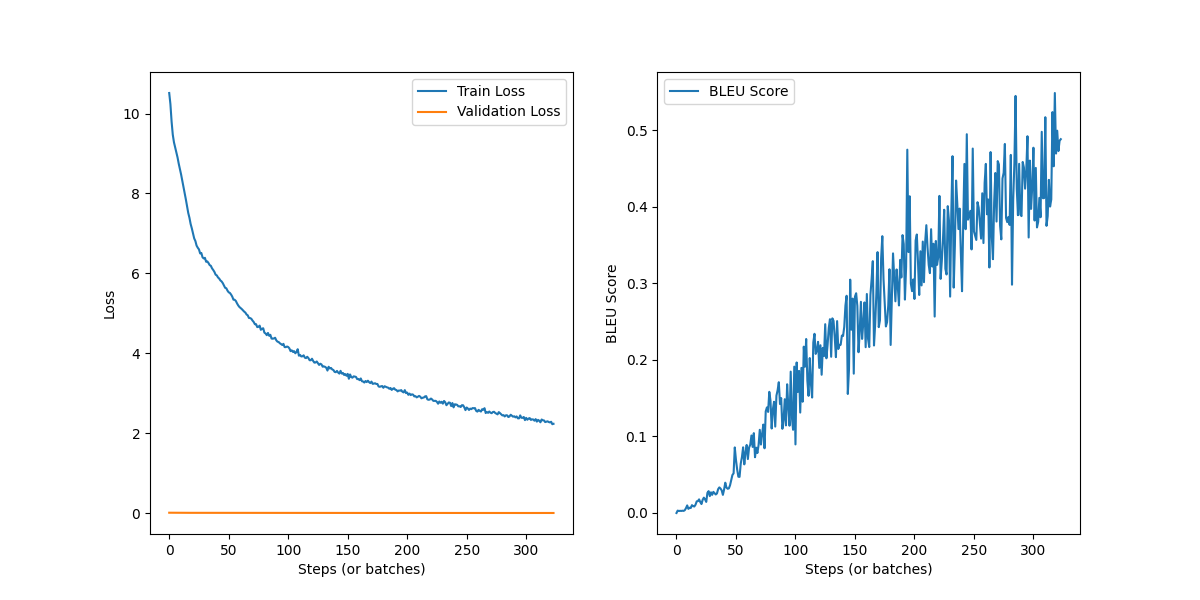 10
8
6
4
2
0
Loss
0 50 100 150 200 250 300
Steps (or batches)
Train Loss
Validation Loss
0.5
0.4
0.3
0.2
0.1
0.0
BLEU Score
0 50 100 150 200 250 300
Steps (or batches)
BLEU Score